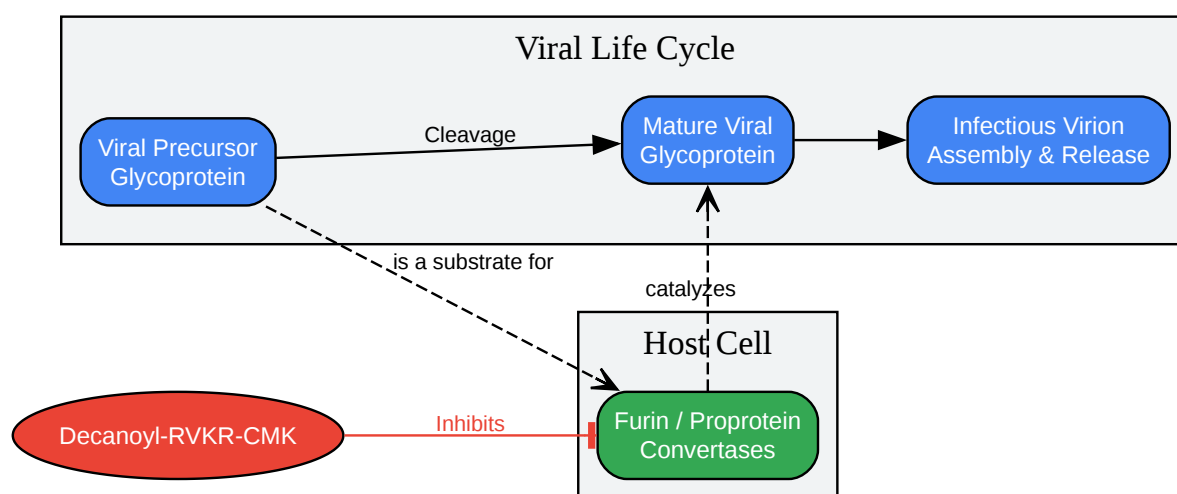 Viral Life Cycle
Viral Precursor
Glycoprotein
Cleavage
Mature Viral
Glycoprotein
Infectious Virion
Assembly & Release
is a substrate for
catalyzes
Host Cell
Decanoyl-RVKR-CMK
Inhibits
Furin / Proprotein
Convertases